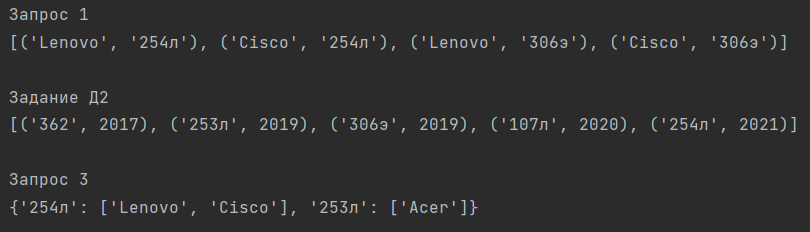 Запрос 1
[('Lenovo', '254л'), ('Cisco', '254л'), ('Lenovo', '306э'), ('Cisco', '306э')]
Задание Д2
[('362', 2017), ('253л', 2019), ('306э', 2019), ('107л', 2020), ('254л', 2021)]
Запрос 3
{'254л': ['Lenovo', 'Cisco'], '253л': ['Acer']}